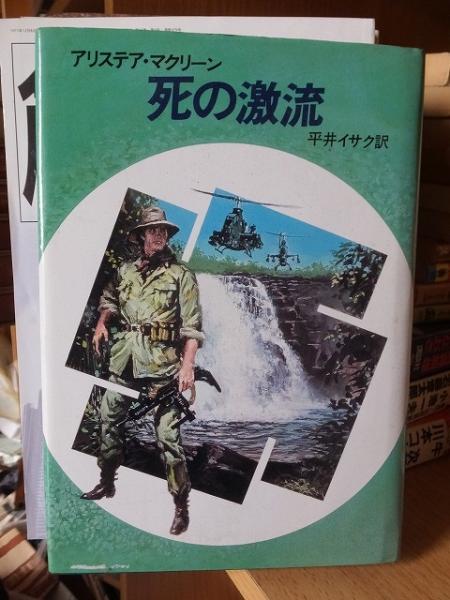 アリステア・マクリーン
死の激流
平井イサク訳